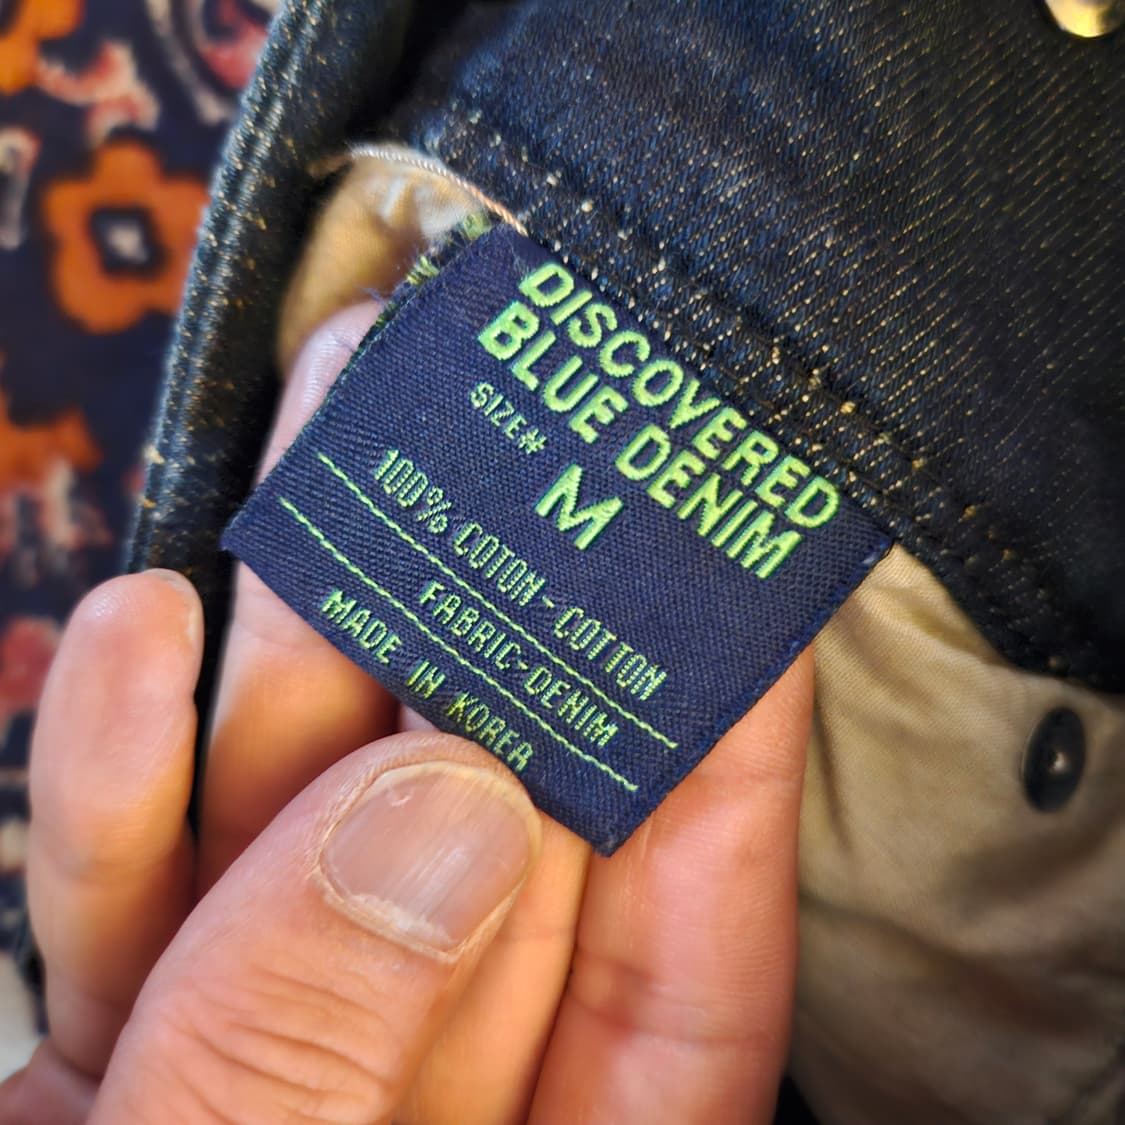 DISCOVERED
BLUE DENIM
SIZE# M
100% COTON-COTTON
FABRIC-DENIM
MADE IN KOREA